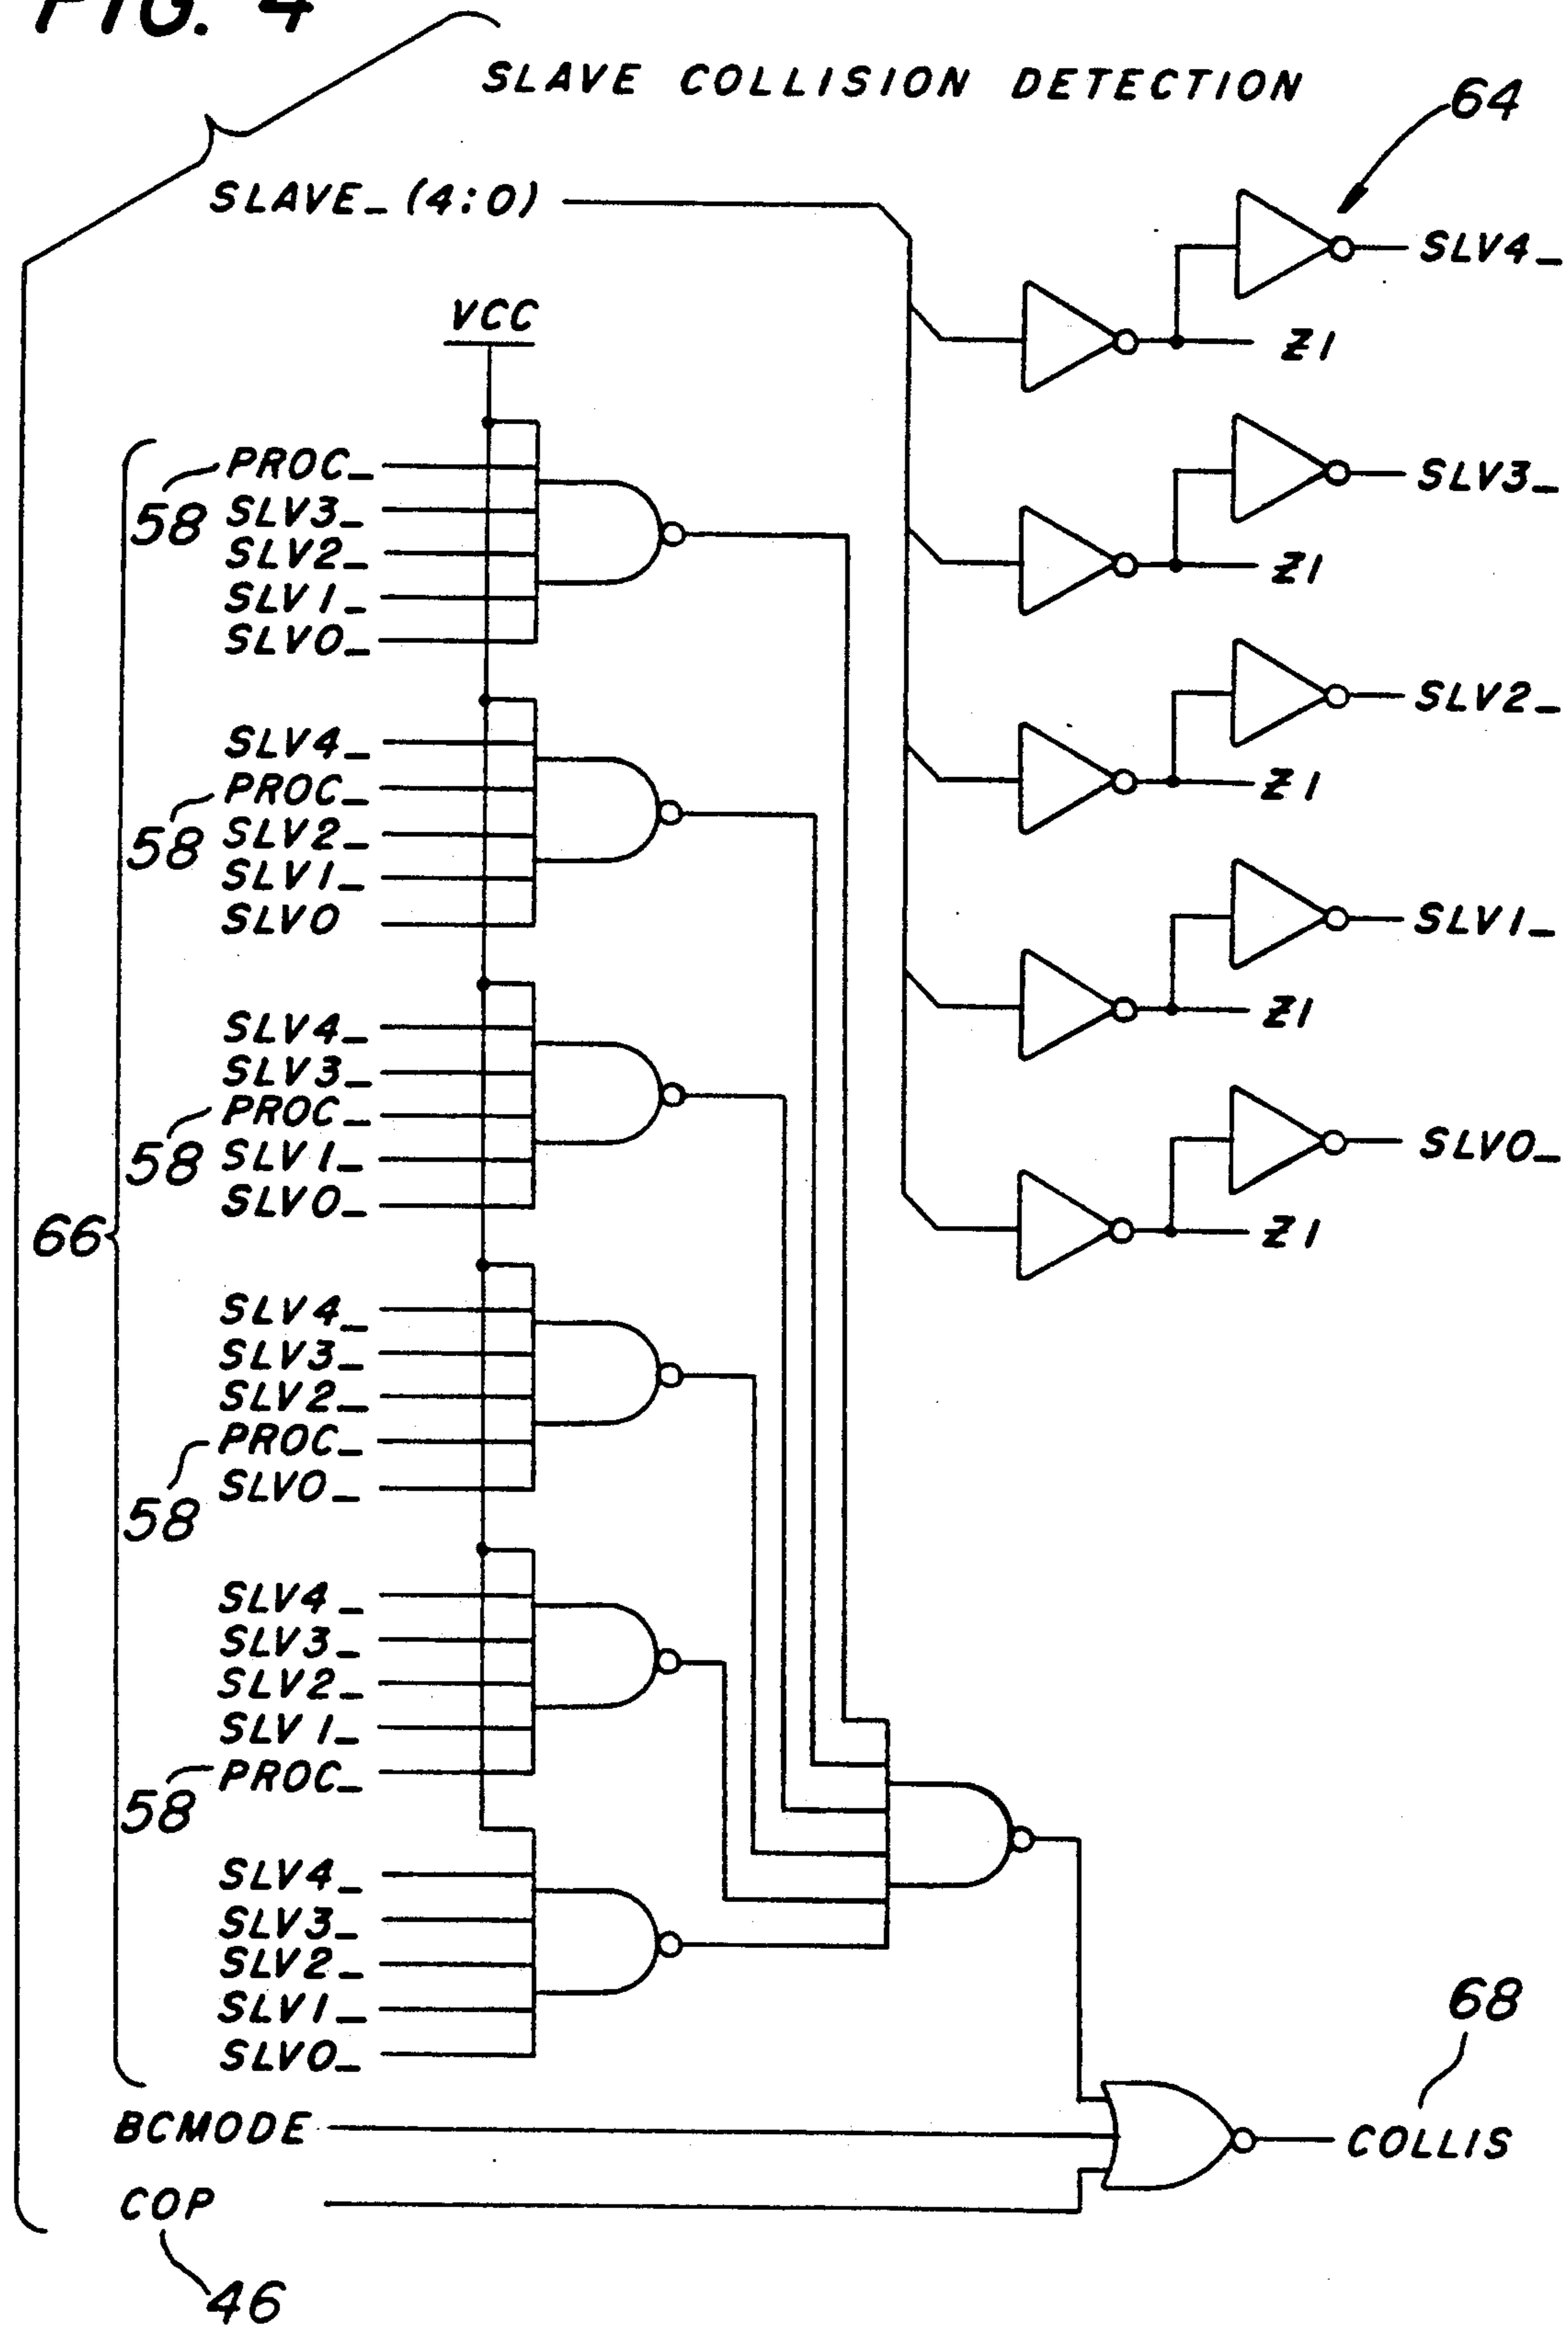 FIG. 4
SLAVE COLLISION DETECTION
64
SLAVE_ (4:0)
SLV4_
Z1
SLV3_
Z1
SLV2_
Z1
SLV1_
Z1
SLV0_
Z1
VCC
58
PROC_
SLV3_
SLV2_
SLV1_
SLV0_
SLV4_
58
PROC_
SLV2_
SLV1_
SLV0
SLV4_
SLV3_
58
PROC_
SLV1_
SLV0_
66
SLV4_
SLV3_
SLV2_
58
PROC_
SLV0_
SLV4_
SLV3_
SLV2_
SLV1_
58
PROC_
SLV4_
SLV3_
SLV2_
SLV1_
SLV0_
BCMODE
COP
46
68
COLLIS